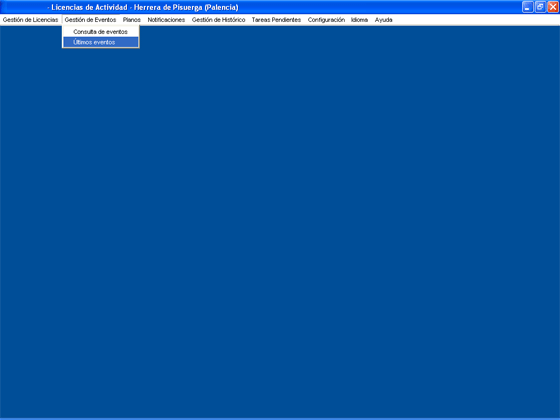 - Licencias de Actividad - Herrera de Pisuerga (Palencia)
Gestión de Licencias Gestión de Eventos Planos Notificaciones Gestión de Histórico Tareas Pendientes Configuración Idioma Ayuda
Consulta de eventos
Últimos eventos